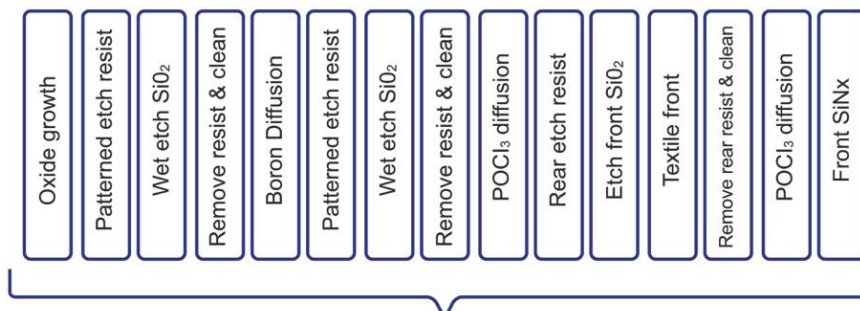 Oxide growth
Patterned etch resist
Wet etch Si0₂
Remove resist & clean
Boron Diffusion
Patterned etch resist
Wet etch Si0₂
Remove resist & clean
POCl₃ diffusion
Rear etch resist
Etch front Si0₂
Textile front
Remove rear resist & clean
POCl₃ diffusion
Front SiNx